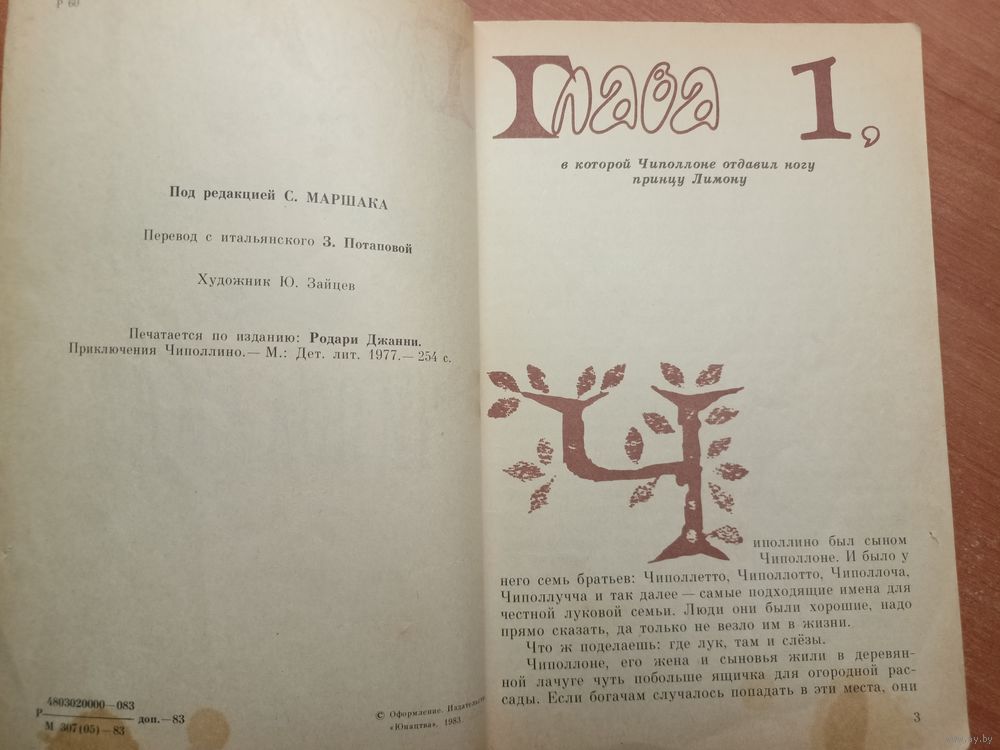 Р 60
Под редакцией С. МАРШАКА
Перевод с итальянского З. Потаповой
Художник Ю. Зайцев
Печатается по изданию: Родари Джанни.
Приключения Чиполлино.— М.: Дет. лит. 1977.— 254 с.
4803020000—083
Р
доп.—83
М 307(05)—83
© Оформление. Издательство
«Юнацтва», 1983
Глава 1,
в которой Чиполлоне отдавил ногу
принцу Лимону
Ч
иполлино был сыном
Чиполлоне. И было у
него семь братьев: Чиполлетто, Чиполлотто, Чиполлоча,
Чиполлучча и так далее — самые подходящие имена для
честной луковой семьи. Люди они были хорошие, надо
прямо сказать, да только не везло им в жизни.
Что ж поделаешь: где лук, там и слёзы.
Чиполлоне, его жена и сыновья жили в деревян-
ной лачуге чуть побольше ящичка для огородной рас-
сады. Если богачам случалось попадать в эти места, они
3